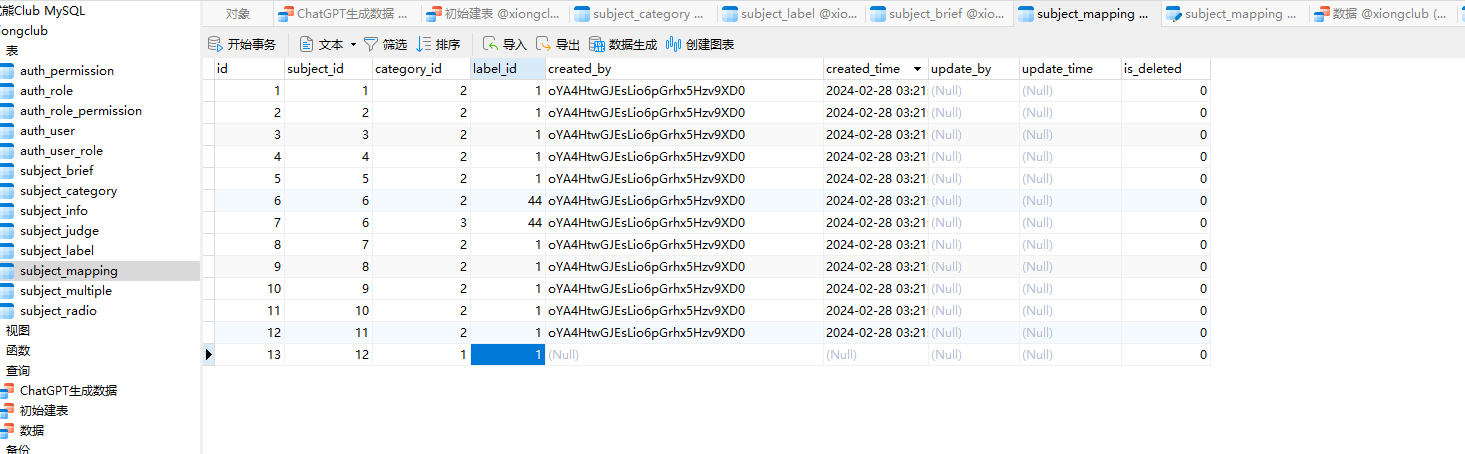 能Club MySQL
iongclub
表
auth_permission
auth_role
auth_role_permission
auth_user
auth_user_role
subject_brief
subject_category
subject_info
subject_judge
subject_label
subject_mapping
subject_multiple
subject_radio
视图
函数
查询
ChatGPT生成数据
初始建表
数据
备份
对象 ChatGPT生成数据 ... 初始建表 @xiongcl... subject_category ... subject_label @xio... subject_brief @xio... subject_mapping ... subject_mapping ... 数据 @xiongclub (...
开始事务 文本 筛选 排序 导入 导出 数据生成 创建图表
id subject_id category_id label_id created_by created_time update_by update_time is_deleted
1 1 2 1 oYA4HtwGJEsLio6pGrhx5Hzv9XD0 2024-02-28 03:21: (Null) (Null) 0
2 2 2 1 oYA4HtwGJEsLio6pGrhx5Hzv9XD0 2024-02-28 03:21: (Null) (Null) 0
3 3 2 1 oYA4HtwGJEsLio6pGrhx5Hzv9XD0 2024-02-28 03:21: (Null) (Null) 0
4 4 2 1 oYA4HtwGJEsLio6pGrhx5Hzv9XD0 2024-02-28 03:21: (Null) (Null) 0
5 5 2 1 oYA4HtwGJEsLio6pGrhx5Hzv9XD0 2024-02-28 03:21: (Null) (Null) 0
6 6 2 44 oYA4HtwGJEsLio6pGrhx5Hzv9XD0 2024-02-28 03:21: (Null) (Null) 0
7 6 3 44 oYA4HtwGJEsLio6pGrhx5Hzv9XD0 2024-02-28 03:21: (Null) (Null) 0
8 7 2 1 oYA4HtwGJEsLio6pGrhx5Hzv9XD0 2024-02-28 03:21: (Null) (Null) 0
9 8 2 1 oYA4HtwGJEsLio6pGrhx5Hzv9XD0 2024-02-28 03:21: (Null) (Null) 0
10 9 2 1 oYA4HtwGJEsLio6pGrhx5Hzv9XD0 2024-02-28 03:21: (Null) (Null) 0
11 10 2 1 oYA4HtwGJEsLio6pGrhx5Hzv9XD0 2024-02-28 03:21: (Null) (Null) 0
12 11 2 1 oYA4HtwGJEsLio6pGrhx5Hzv9XD0 2024-02-28 03:21: (Null) (Null) 0
13 12 1 1 (Null) (Null) (Null) (Null) 0